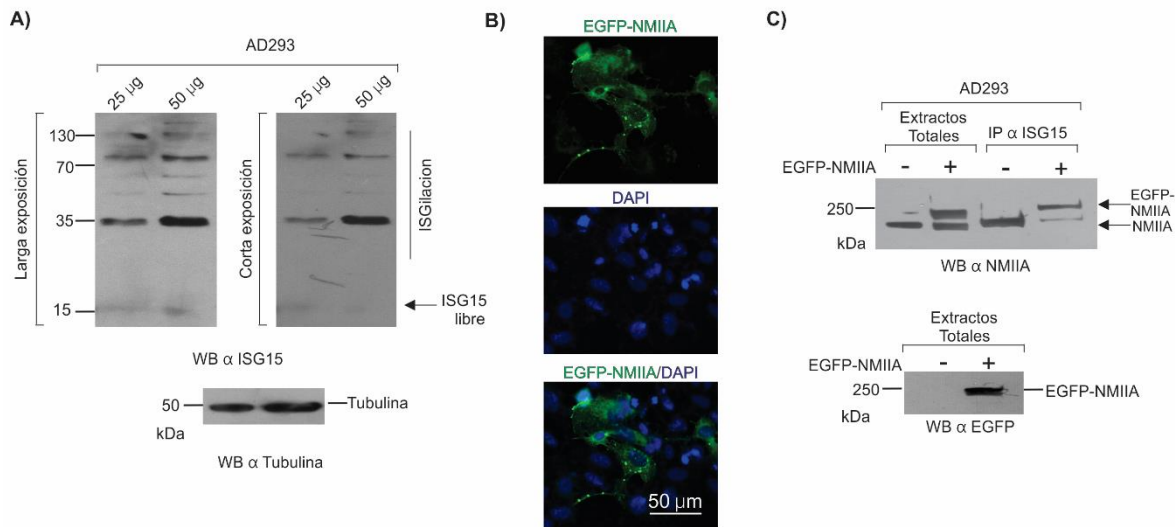 A)
AD293
25 µg
50 µg
25 µg
50 µg
Larga exposición
130
70
35
15
Corta exposición
ISGilacion
ISG15
libre
WB α ISG15
50
Tubulina
kDa
WB α Tubulina
B)
EGFP-NMIIA
DAPI
EGFP-NMIIA/DAPI
50 µm
C)
AD293
Extractos
Totales
IP α ISG15
EGFP-NMIIA - + - +
250
EGFP-
NMIIA
NMIIA
kDa
WB α NMIIA
Extractos
Totales
EGFP-NMIIA - +
250
EGFP-NMIIA
kDa
WB α EGFP